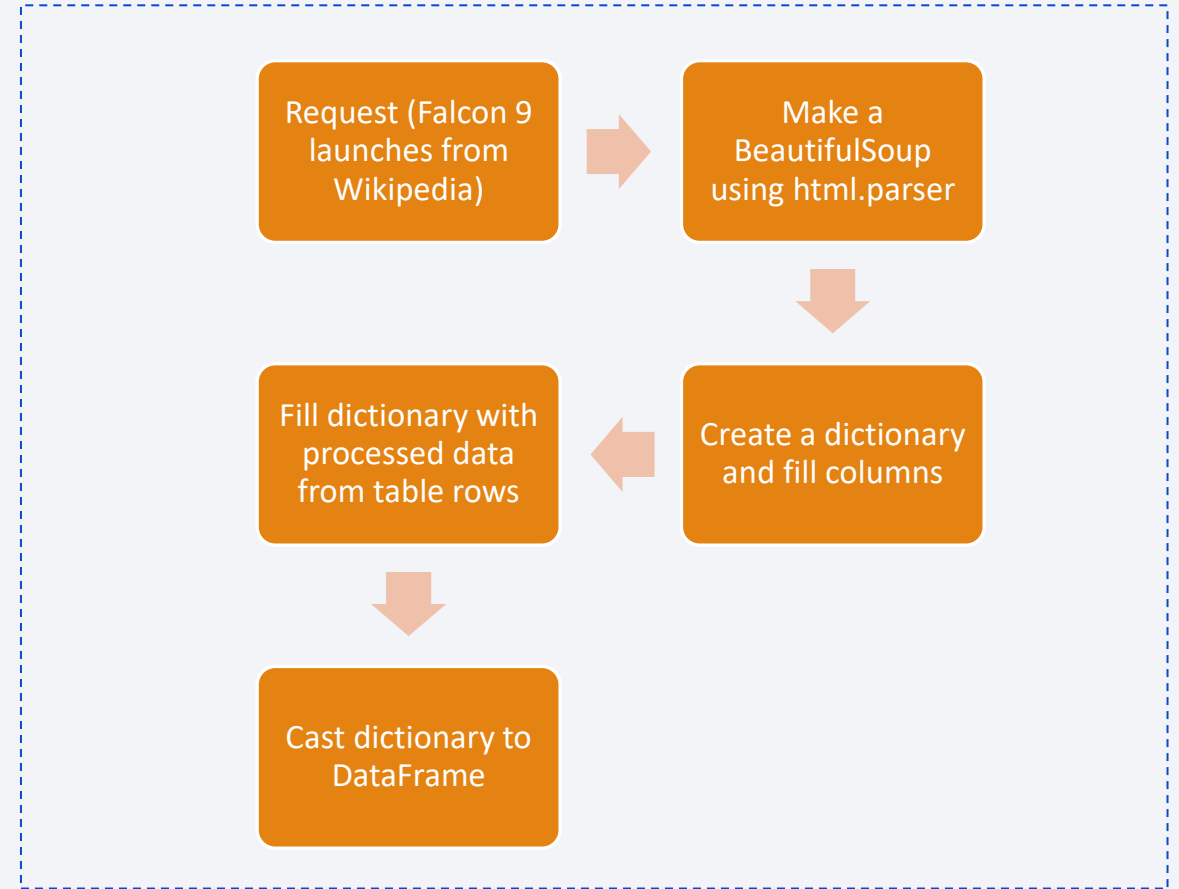 Request (Falcon 9
launches from
Wikipedia)
Make a
BeautifulSoup
using html.parser
Create a dictionary
and fill columns
Fill dictionary with
processed data
from table rows
Cast dictionary to
DataFrame